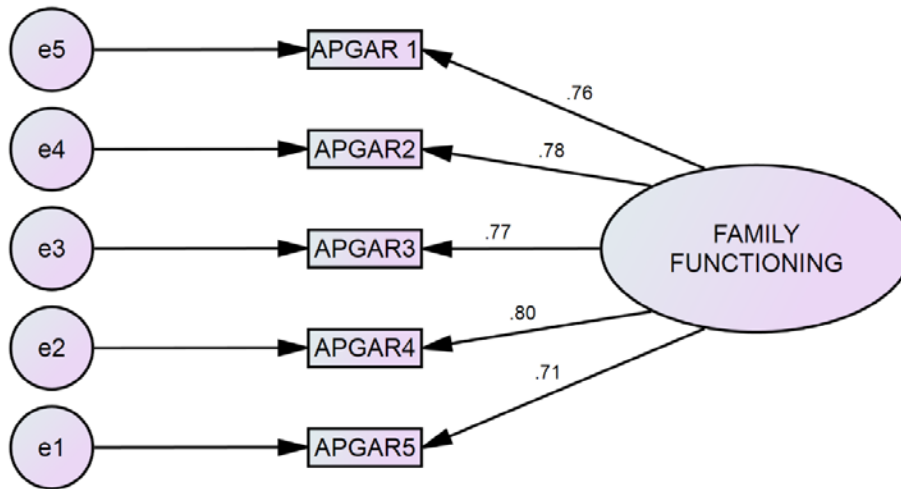 e5
APGAR 1
.76
e4
APGAR2
.78
e3
APGAR3
.77
FAMILY
FUNCTIONING
e2
APGAR4
.80
e1
APGAR5
.71